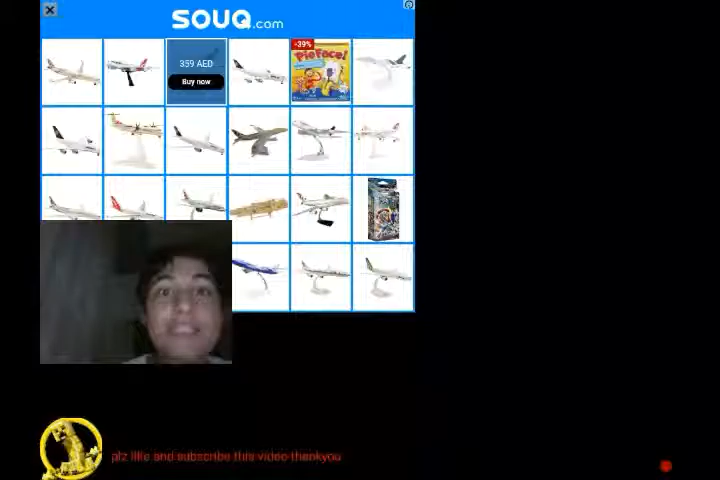 SOUQ.com
359 AED
Buy now
-39%
PieFace!
plz like and subscribe this video thankyou